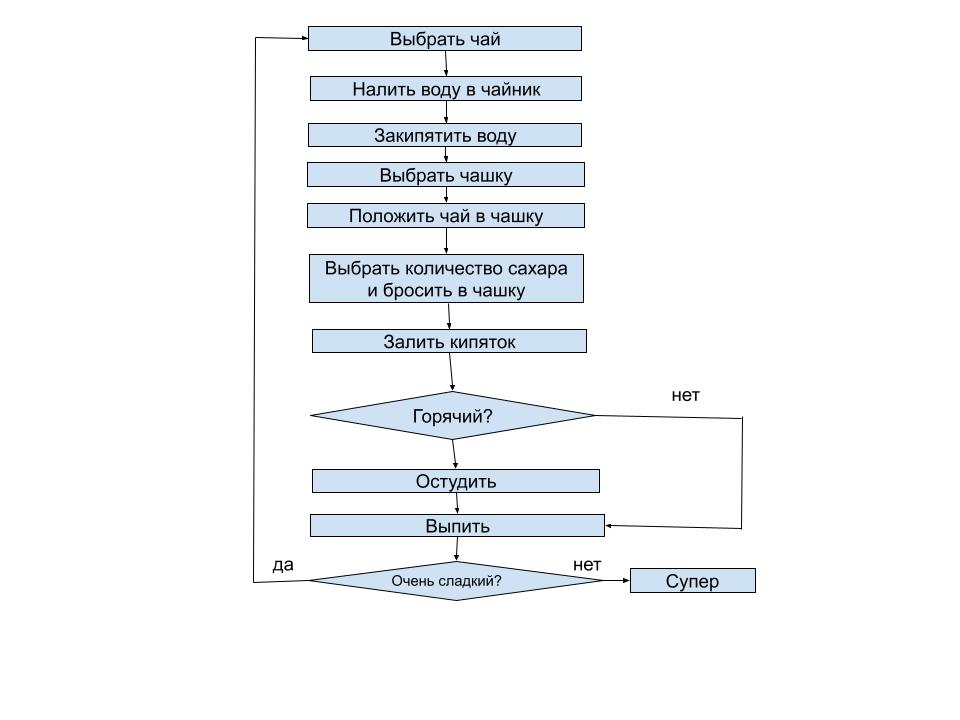 Выбрать чай
Налить воду в чайник
Закипятить воду
Выбрать чашку
Положить чай в чашку
Выбрать количество сахара
и бросить в чашку
Залить кипяток
нет
Горячий?
Остудить
Выпить
да
нет
Очень сладкий?
Супер